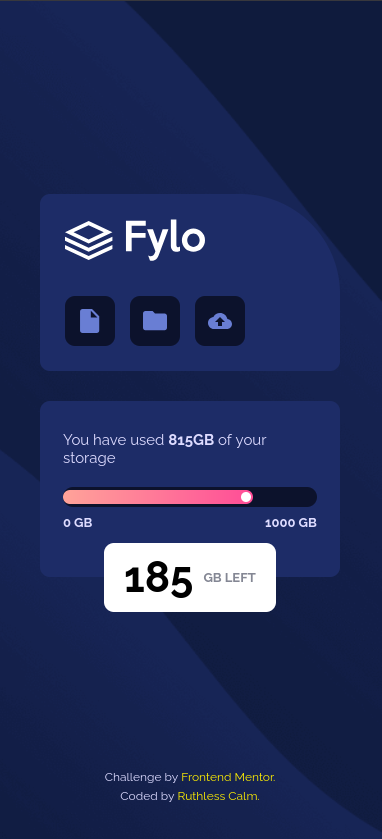 Fylo
You have used 815GB of your
storage
0 GB 1000 GB
185 GB LEFT
Challenge by Frontend Mentor.
Coded by Ruthless Calm.